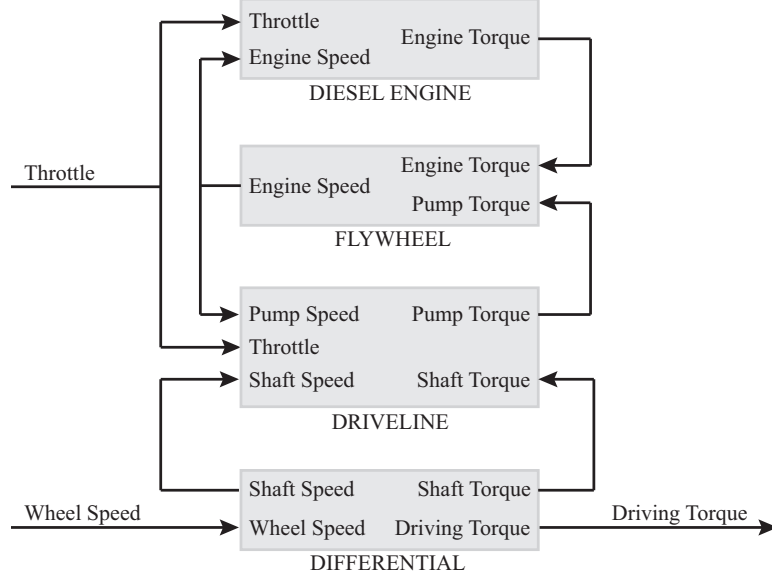 Throttle
Engine Speed
Engine Torque
DIESEL ENGINE
Throttle
Engine Speed
Engine Torque
Pump Torque
FLYWHEEL
Pump Speed
Pump Torque
Throttle
Shaft Speed
Shaft Torque
DRIVELINE
Shaft Speed
Shaft Torque
Wheel Speed
Wheel Speed
Driving Torque
Driving Torque
DIFFERENTIAL